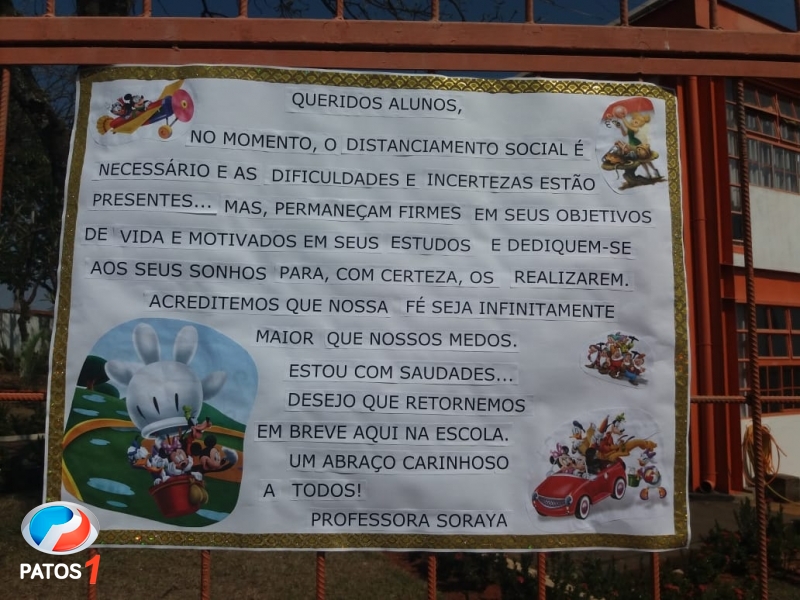 QUERIDOS ALUNOS,
NO MOMENTO, O DISTANCIAMENTO SOCIAL É
NECESSÁRIO E AS DIFICULDADES E INCERTEZAS ESTÃO
PRESENTES... MAS, PERMANEÇAM FIRMES EM SEUS OBJETIVOS
DE VIDA E MOTIVADOS EM SEUS ESTUDOS E DEDIQUEM-SE
AOS SEUS SONHOS PARA, COM CERTEZA, OS REALIZAREM.
ACREDITEMOS QUE NOSSA FÉ SEJA INFINITAMENTE
MAIOR QUE NOSSOS MEDOS.
ESTOU COM SAUDADES...
DESEJO QUE RETORNEMOS
EM BREVE AQUI NA ESCOLA.
UM ABRAÇO CARINHOSO
A TODOS!
PROFESSORA SORAYA
PATOS1